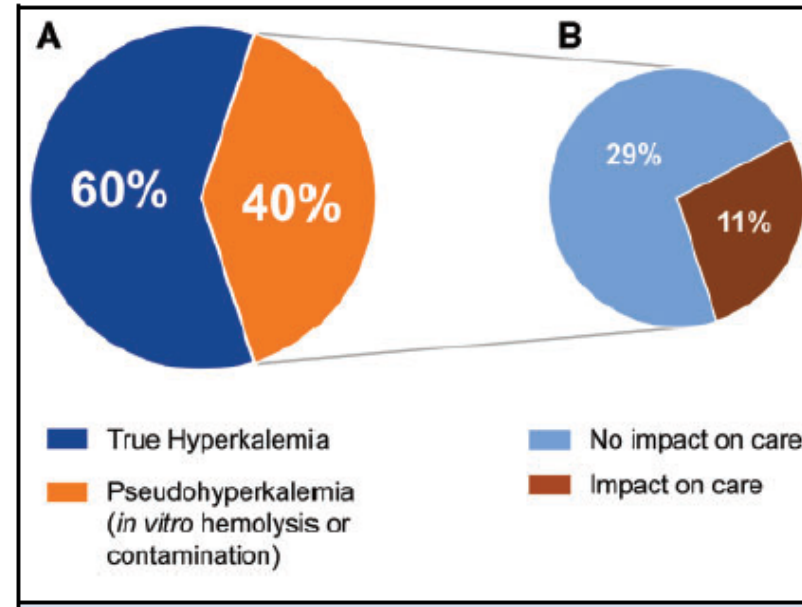 A
B
60%
40%
29%
11%
True Hyperkalemia
Pseudohyperkalemia
(in vitro hemolysis or
contamination)
No impact on care
Impact on care